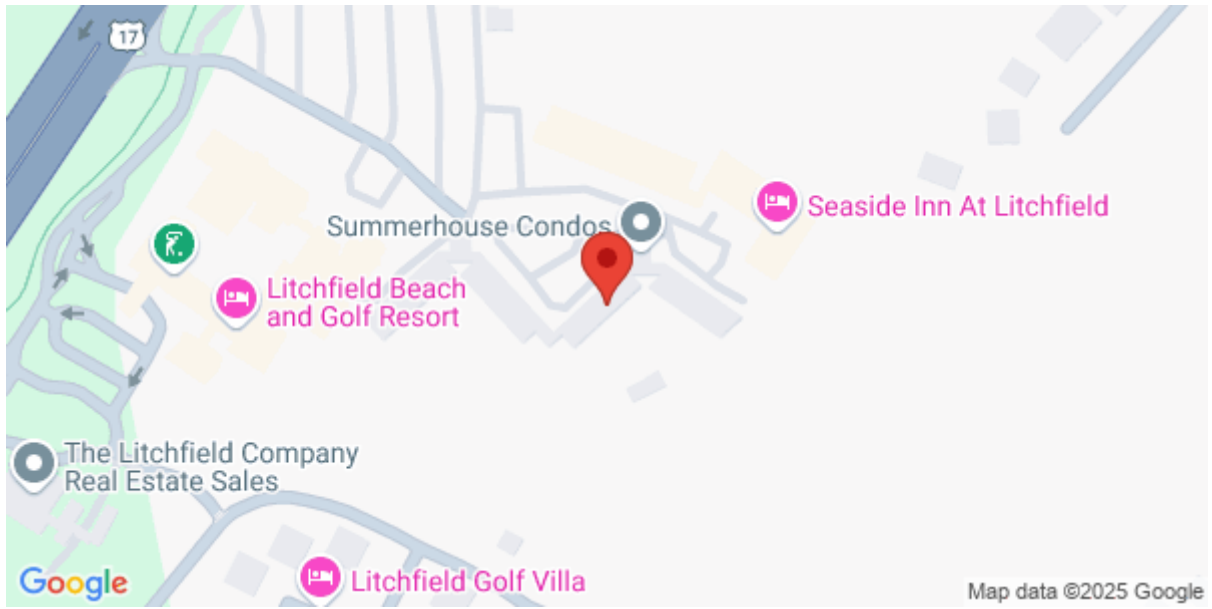 17
Summerhouse Condos
Seaside Inn At Litchfield
Litchfield Beach
and Golf Resort
The Litchfield Company
Real Estate Sales
Litchfield Golf Villa
Google
Map data ©2025 Google